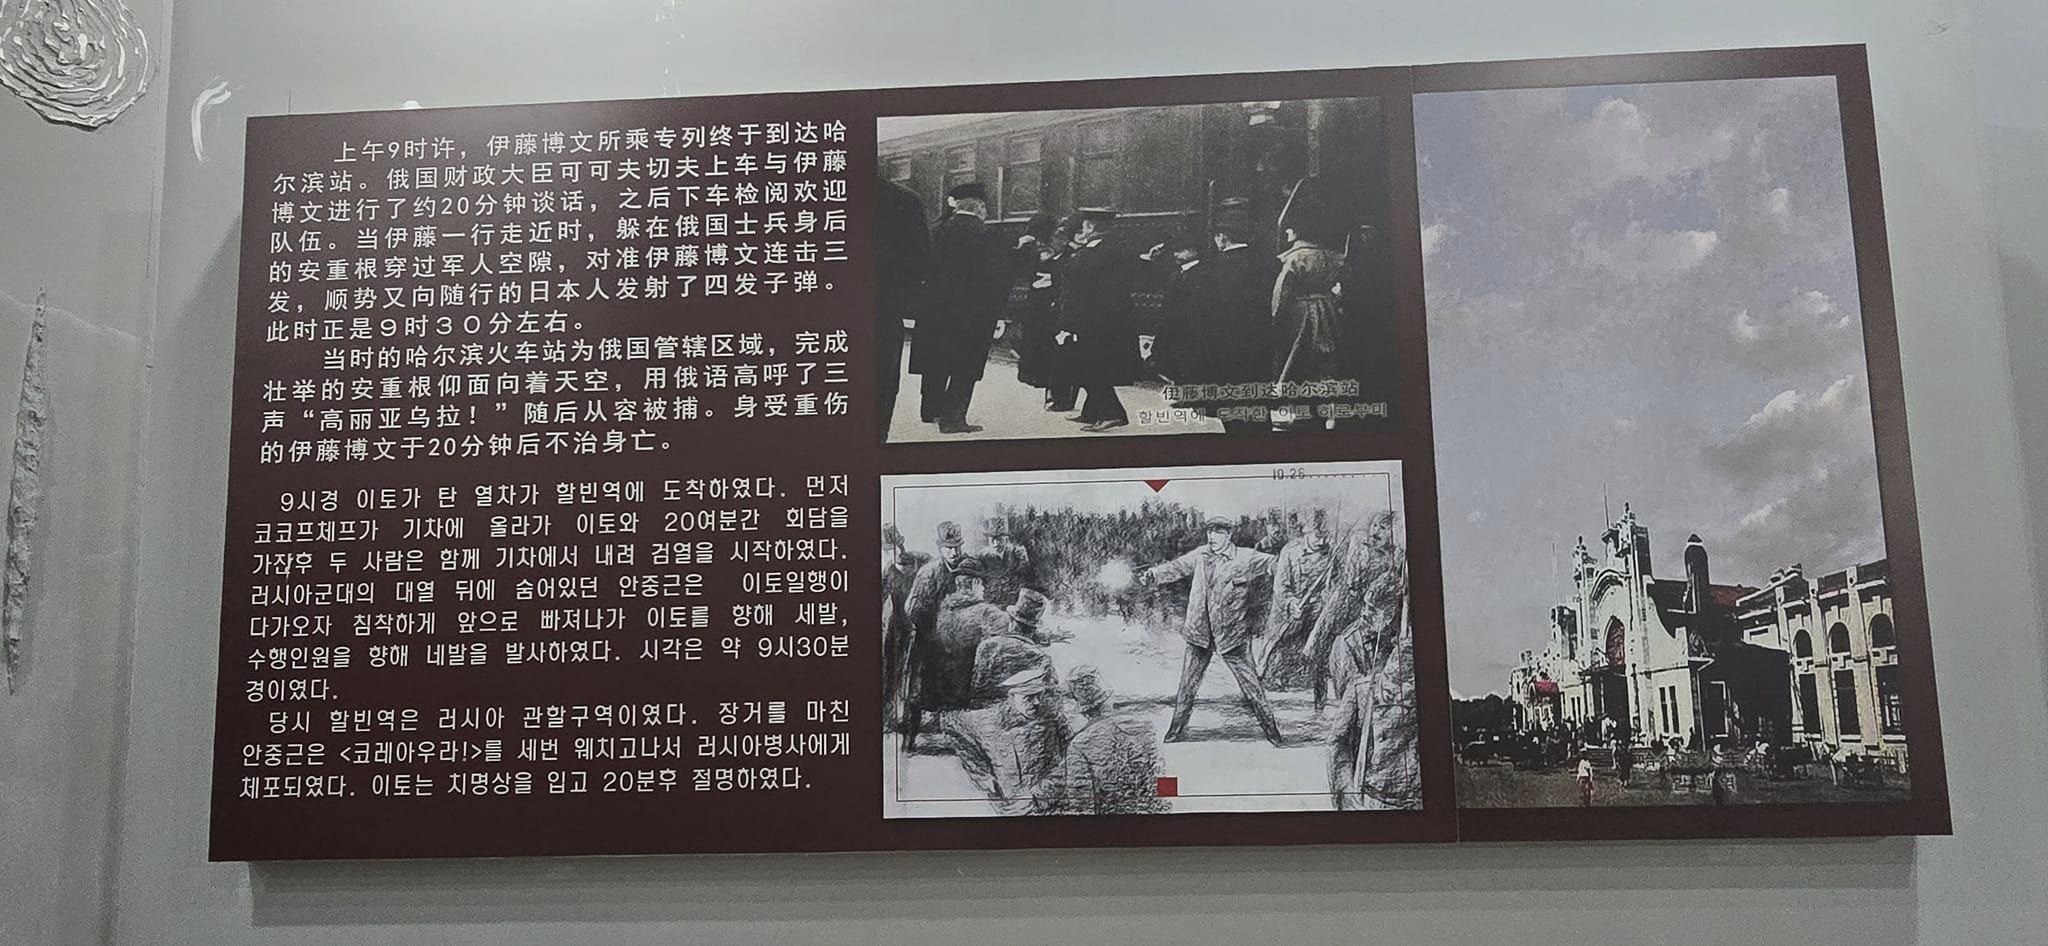 上午9时许，伊藤博文所乘专列终于到达哈
尔滨站。俄国财政大臣可可夫切夫上车与伊藤
博文进行了约20分钟谈话，之后下车检阅欢迎
队伍。当伊藤一行走近时，躲在俄国士兵身后
的安重根穿过军人空隙，对准伊藤博文连击三
发，顺势又向随行的日本人发射了四发子弹。
此时正是9时30分左右。
当时的哈尔滨火车站为俄国管辖区域，完成
壮举的安重根仰面向着天空，用俄语高呼了三
声“高丽亚乌拉！”随后从容被捕。身受重伤
的伊藤博文于20分钟后不治身亡。
9시경 이토가 탄 열차가 할빈역에 도착하였다. 먼저
코코프체프가 기차에 올라가 이토와 20여분간 회담을
가잔후 두 사람은 함께 기차에서 내려 검열을 시작하였다.
러시아군대의 대열 뒤에 숨어있던 안중근은 이토일행이
다가오자 침착하게 앞으로 빠져나가 이토를 향해 세발,
수행인원을 향해 네발을 발사하였다. 시각은 약 9시30분
경이였다.
당시 할빈역은 러시아 관할구역이였다. 장거를 마친
안중근은 <코레아우라!>를 세번 웨치고나서 러시아병사에게
체포되였다. 이토는 치명상을 입고 20분후 절명하였다.
伊藤博文到达哈尔滨站
할빈역에 도착한 이토 히로부미
10.26